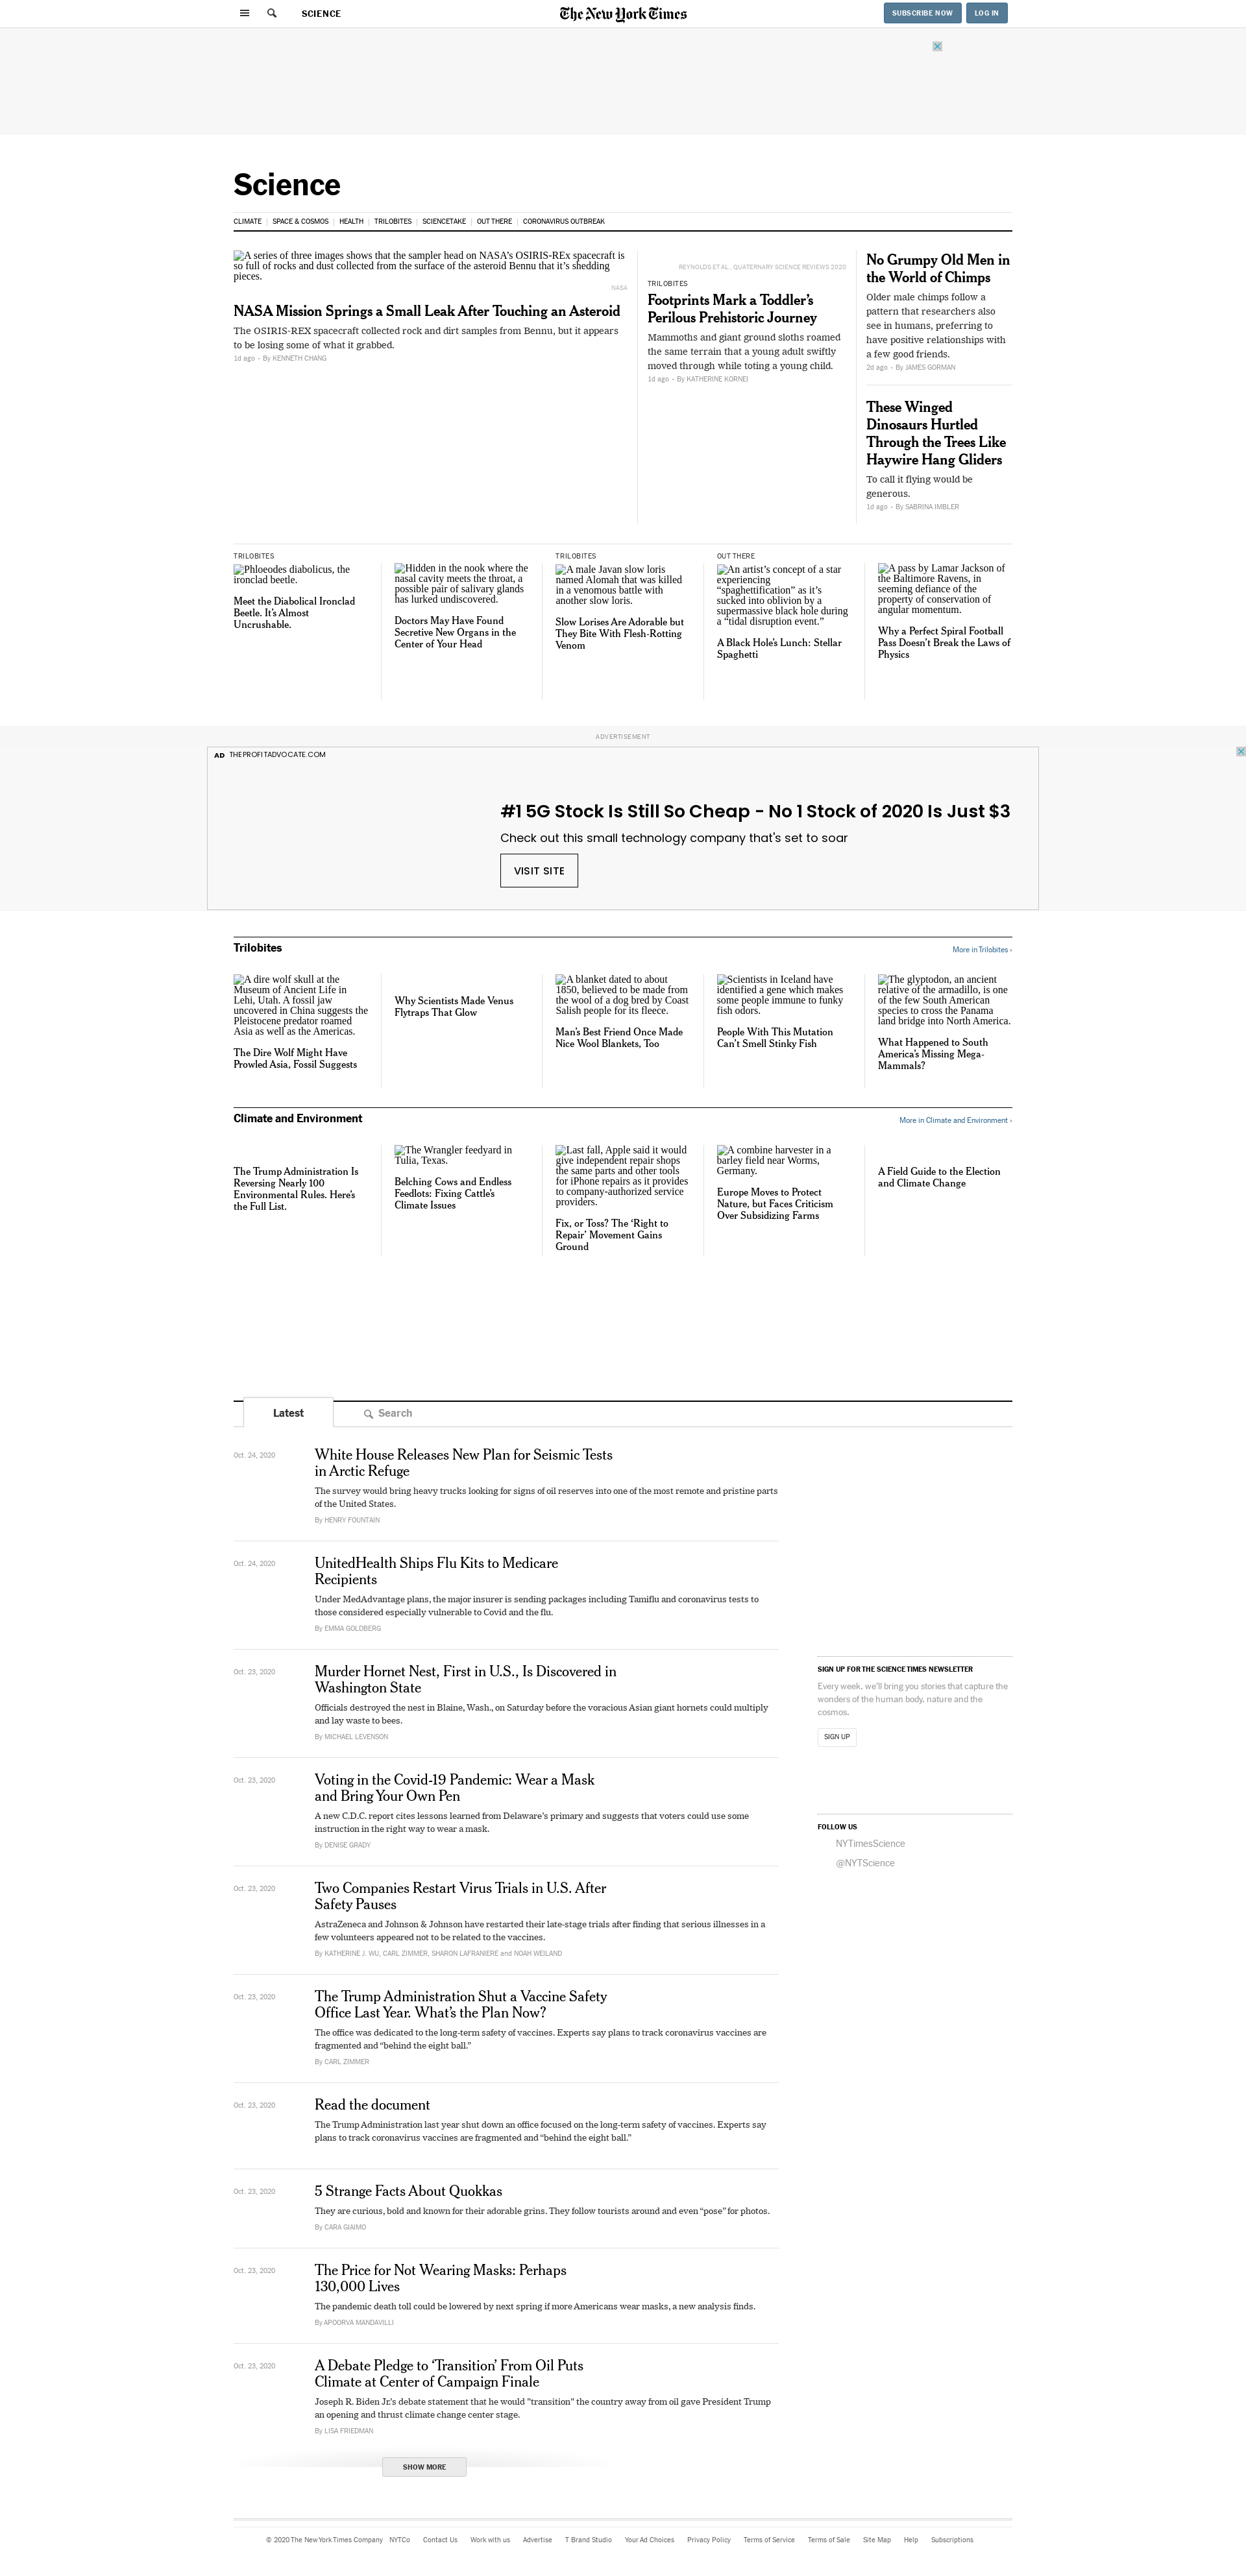 SCIENCE
The New York Times
SUBSCRIBE NOW
LOG IN
Science
CLIMATE
SPACE & COSMOS
HEALTH
TRILOBITES
SCIENCETAKE
OUT THERE
CORONAVIRUS OUTBREAK
A series of three images shows that the sampler head on NASA's OSIRIS-REx spacecraft is
so full of rocks and dust collected from the surface of the asteroid Bennu that it's shedding
pieces.
NASA
NASA Mission Springs a Small Leak After Touching an Asteroid
The OSIRIS-REX spacecraft collected rock and dirt samples from Bennu, but it appears
to be losing some of what it grabbed.
1d ago - By KENNETH CHANG
REYNOLDS ET AL., QUATERNARY SCIENCE REVIEWS 2020
TRILOBITES
Footprints Mark a Toddler's
Perilous Prehistoric Journey
Mammoths and giant ground sloths roamed
the same terrain that a young adult swiftly
moved through while toting a young child.
1d ago - By KATHERINE KORNEI
No Grumpy Old Men in
the World of Chimps
Older male chimps follow a
pattern that researchers also
see in humans, preferring to
have positive relationships with
a few good friends.
2d ago - By JAMES GORMAN
These Winged
Dinosaurs Hurtled
Through the Trees Like
Haywire Hang Gliders
To call it flying would be
generous.
1d ago - By SABRINA IMBLER
TRILOBITES
Phloeodes diabolicus, the
ironclad beetle.
Meet the Diabolical Ironclad
Beetle. It's Almost
Uncrushable.
Hidden in the nook where the
nasal cavity meets the throat, a
possible pair of salivary glands
has lurked undiscovered.
Doctors May Have Found
Secretive New Organs in the
Center of Your Head
TRILOBITES
A male Javan slow loris
named Alomah that was killed
in a venomous battle with
another slow loris.
Slow Lorises Are Adorable but
They Bite With Flesh-Rotting
Venom
OUT THERE
An artist's concept of a star
experiencing
“spaghettification” as it's
sucked into oblivion by a
supermassive black hole during
a “tidal disruption event.”
A Black Hole's Lunch: Stellar
Spaghetti
A pass by Lamar Jackson of
the Baltimore Ravens, in
seeming defiance of the
property of conservation of
angular momentum.
Why a Perfect Spiral Football
Pass Doesn't Break the Laws of
Physics
ADVERTISEMENT
AD THEPROFITADVOCATE.COM
#1 5G Stock Is Still So Cheap - No 1 Stock of 2020 Is Just $3
Check out this small technology company that's set to soar
VISIT SITE
Trilobites
More in Trilobites ›
A dire wolf skull at the
Museum of Ancient Life in
Lehi, Utah. A fossil jaw
uncovered in China suggests the
Pleistocene predator roamed
Asia as well as the Americas.
The Dire Wolf Might Have
Prowled Asia, Fossil Suggests
Why Scientists Made Venus
Flytraps That Glow
A blanket dated to about
1850, believed to be made from
the wool of a dog bred by Coast
Salish people for its fleece.
Man's Best Friend Once Made
Nice Wool Blankets, Too
Scientists in Iceland have
identified a gene which makes
some people immune to funky
fish odors.
People With This Mutation
Can't Smell Stinky Fish
The glyptodon, an ancient
relative of the armadillo, is one
of the few South American
species to cross the Panama
land bridge into North America.
What Happened to South
America's Missing Mega-
Mammals?
Climate and Environment
More in Climate and Environment ›
The Trump Administration Is
Reversing Nearly 100
Environmental Rules. Here's
the Full List.
The Wrangler feedyard in
Tulia, Texas.
Belching Cows and Endless
Feedlots: Fixing Cattle's
Climate Issues
Last fall, Apple said it would
give independent repair shops
the same parts and other tools
for iPhone repairs as it provides
to company-authorized service
providers.
Fix, or Toss? The ‘Right to
Repair’ Movement Gains
Ground
A combine harvester in a
barley field near Worms,
Germany.
Europe Moves to Protect
Nature, but Faces Criticism
Over Subsidizing Farms
A Field Guide to the Election
and Climate Change
Latest
Search
Oct. 24, 2020
White House Releases New Plan for Seismic Tests
in Arctic Refuge
The survey would bring heavy trucks looking for signs of oil reserves into one of the most remote and pristine parts
of the United States.
By HENRY FOUNTAIN
Oct. 24, 2020
UnitedHealth Ships Flu Kits to Medicare
Recipients
Under MedAdvantage plans, the major insurer is sending packages including Tamiflu and coronavirus tests to
those considered especially vulnerable to Covid and the flu.
By EMMA GOLDBERG
Oct. 23, 2020
Murder Hornet Nest, First in U.S., Is Discovered in
Washington State
Officials destroyed the nest in Blaine, Wash., on Saturday before the voracious Asian giant hornets could multiply
and lay waste to bees.
By MICHAEL LEVENSON
Oct. 23, 2020
Voting in the Covid-19 Pandemic: Wear a Mask
and Bring Your Own Pen
A new C.D.C. report cites lessons learned from Delaware's primary and suggests that voters could use some
instruction in the right way to wear a mask.
By DENISE GRADY
Oct. 23, 2020
Two Companies Restart Virus Trials in U.S. After
Safety Pauses
AstraZeneca and Johnson & Johnson have restarted their late-stage trials after finding that serious illnesses in a
few volunteers appeared not to be related to the vaccines.
By KATHERINE J. WU, CARL ZIMMER, SHARON LAFRANIERE and NOAH WEILAND
Oct. 23, 2020
The Trump Administration Shut a Vaccine Safety
Office Last Year. What's the Plan Now?
The office was dedicated to the long-term safety of vaccines. Experts say plans to track coronavirus vaccines are
fragmented and “behind the eight ball.”
By CARL ZIMMER
Oct. 23, 2020
Read the document
The Trump Administration last year shut down an office focused on the long-term safety of vaccines. Experts say
plans to track coronavirus vaccines are fragmented and “behind the eight ball.”
Oct. 23, 2020
5 Strange Facts About Quokkas
They are curious, bold and known for their adorable grins. They follow tourists around and even “pose” for photos.
By CARA GIAIMO
Oct. 23, 2020
The Price for Not Wearing Masks: Perhaps
130,000 Lives
The pandemic death toll could be lowered by next spring if more Americans wear masks, a new analysis finds.
By APOORVA MANDAVILLI
Oct. 23, 2020
A Debate Pledge to ‘Transition’ From Oil Puts
Climate at Center of Campaign Finale
Joseph R. Biden Jr.'s debate statement that he would "transition" the country away from oil gave President Trump
an opening and thrust climate change center stage.
By LISA FRIEDMAN
SHOW MORE
SIGN UP FOR THE SCIENCE TIMES NEWSLETTER
Every week, we'll bring you stories that capture the
wonders of the human body, nature and the
cosmos.
SIGN UP
FOLLOW US
NYTimesScience
@NYTScience
© 2020 The New York Times Company
NYTCo
Contact Us
Work with us
Advertise
T Brand Studio
Your Ad Choices
Privacy Policy
Terms of Service
Terms of Sale
Site Map
Help
Subscriptions